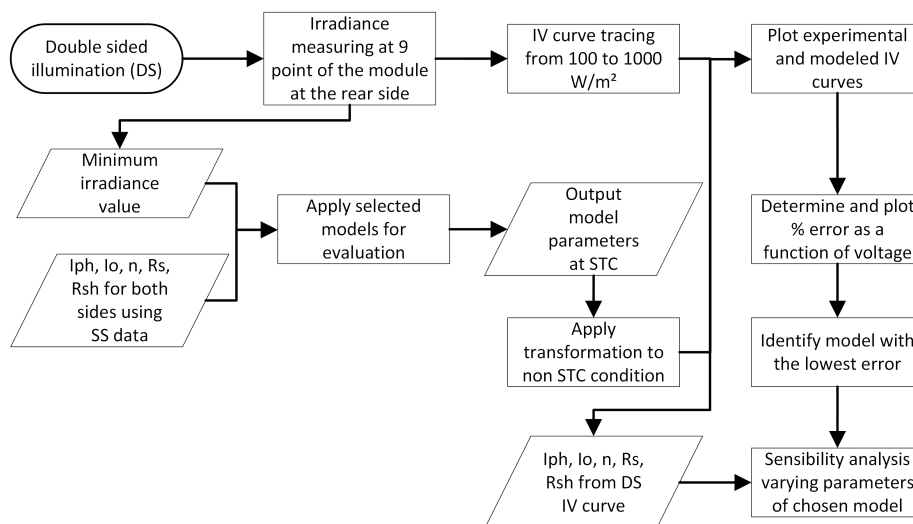 Double sided
illumination (DS)
Irradiance
measuring at 9
point of the module
at the rear side
IV curve tracing
from 100 to 1000
W/m²
Plot experimental
and modeled IV
curves
Minimum
irradiance
value
Iph, Io, n, Rs,
Rsh for both
sides using
SS data
Apply selected
models for
evaluation
Output
model
parameters
at STC
Apply
transformation to
non STC condition
Determine and plot
% error as a
function of voltage
Identify model with
the lowest error
Iph, Io, n, Rs,
Rsh from DS
IV curve
Sensibility analysis
varying parameters
of chosen model